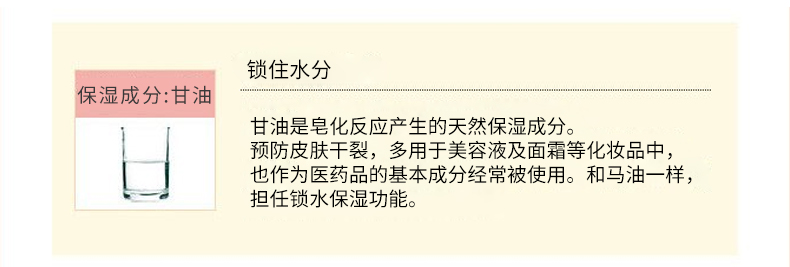 锁住水分
保湿成分:甘油
甘油是皂化反应产生的天然保湿成分。
预防皮肤干裂，多用于美容液及面霜等化妆品中，
也作为医药品的基本成分经常被使用。和马油一样，
担任锁水保湿功能。